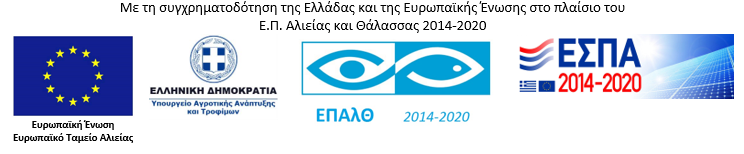 Με τη συγχρηματοδότηση της Ελλάδας και της Ευρωπαϊκής Ένωσης στο πλαίσιο του
Ε.Π. Αλιείας και Θάλασσας 2014-2020
Ευρωπαϊκή Ένωση
Ευρωπαϊκό Ταμείο Αλιείας
ΕΛΛΗΝΙΚΗ ΔΗΜΟΚΡΑΤΙΑ
Υπουργείο Αγροτικής Ανάπτυξης
και Τροφίμων
ΕΠΑλΘ 2014-2020
ΕΣΠΑ
2014-2020